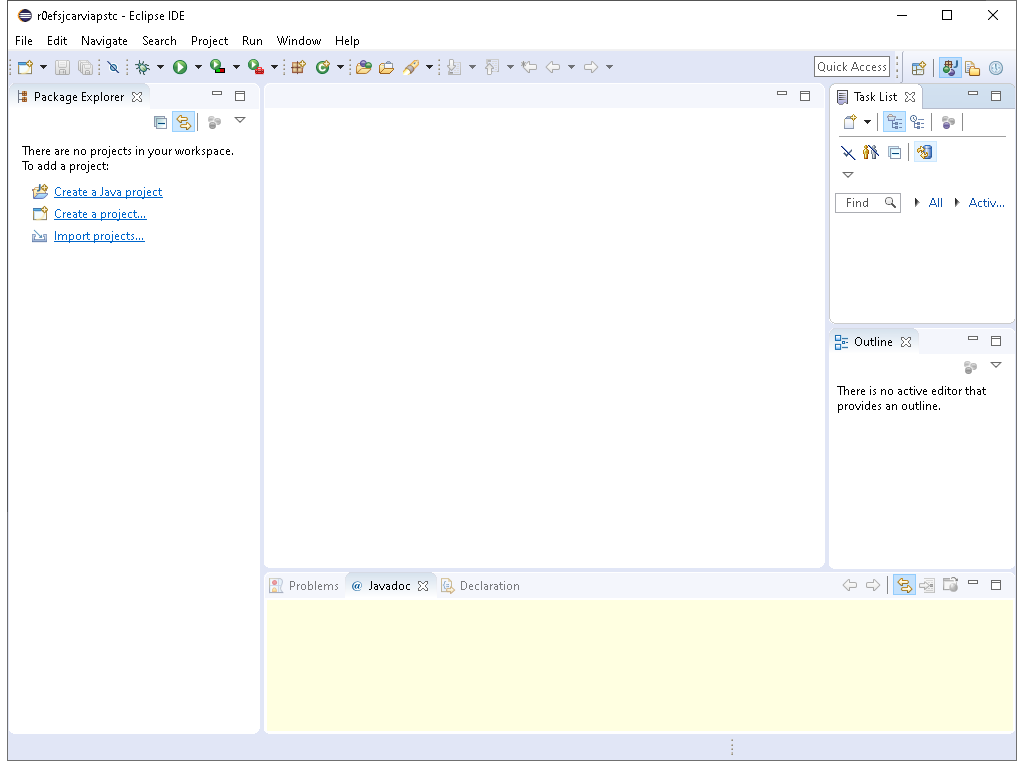 r0efsjcarviapstc - Eclipse IDE
File Edit Navigate Search Project Run Window Help
Quick Access
Package Explorer
There are no projects in your workspace.
To add a project:
Create a Java project
Create a project...
Import projects...
Task List
Find All Activ...
Outline
There is no active editor that
provides an outline.
Problems @ Javadoc Declaration